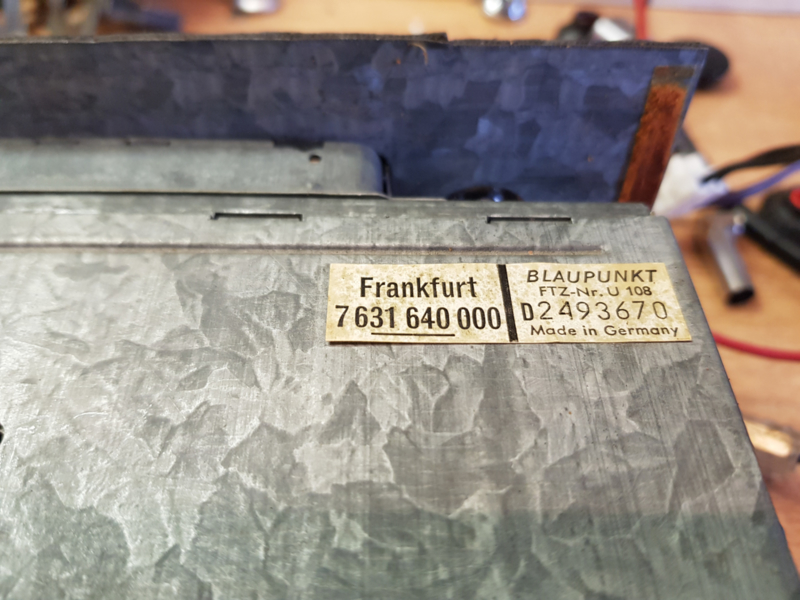 Frankfurt
7 631 640 000
BLAUPUNKT
FTZ-Nr. U 108
D2493670
Made in Germany